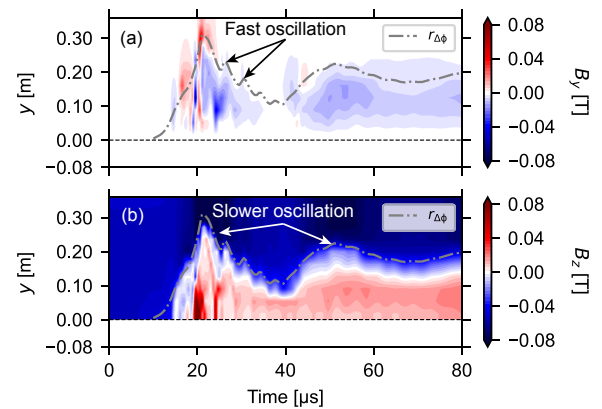 (a)
Fast oscillation
r_Δϕ
0.30
0.20
0.10
0.00
−0.08
y [m]
0.08
0.04
0.00
−0.04
−0.08
B_y [T]
(b)
Slower oscillation
r_Δϕ
0.30
0.20
0.10
0.00
−0.08
y [m]
0.08
0.04
0.00
−0.04
−0.08
B_z [T]
0 20 40 60 80
Time [µs]